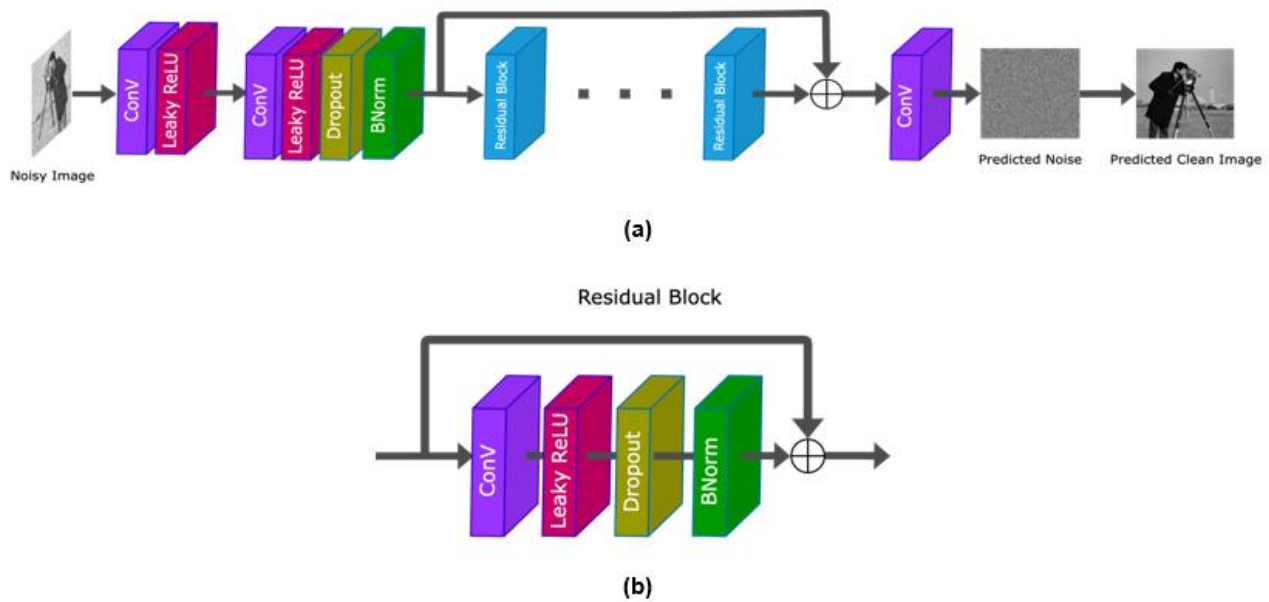 Noisy Image
ConV
Leaky ReLU
ConV
Leaky ReLU
Dropout
BNorm
Residual Block
Residual Block
ConV
Predicted Noise
Predicted Clean Image
(a)
Residual Block
ConV
Leaky ReLU
Dropout
BNorm
(b)